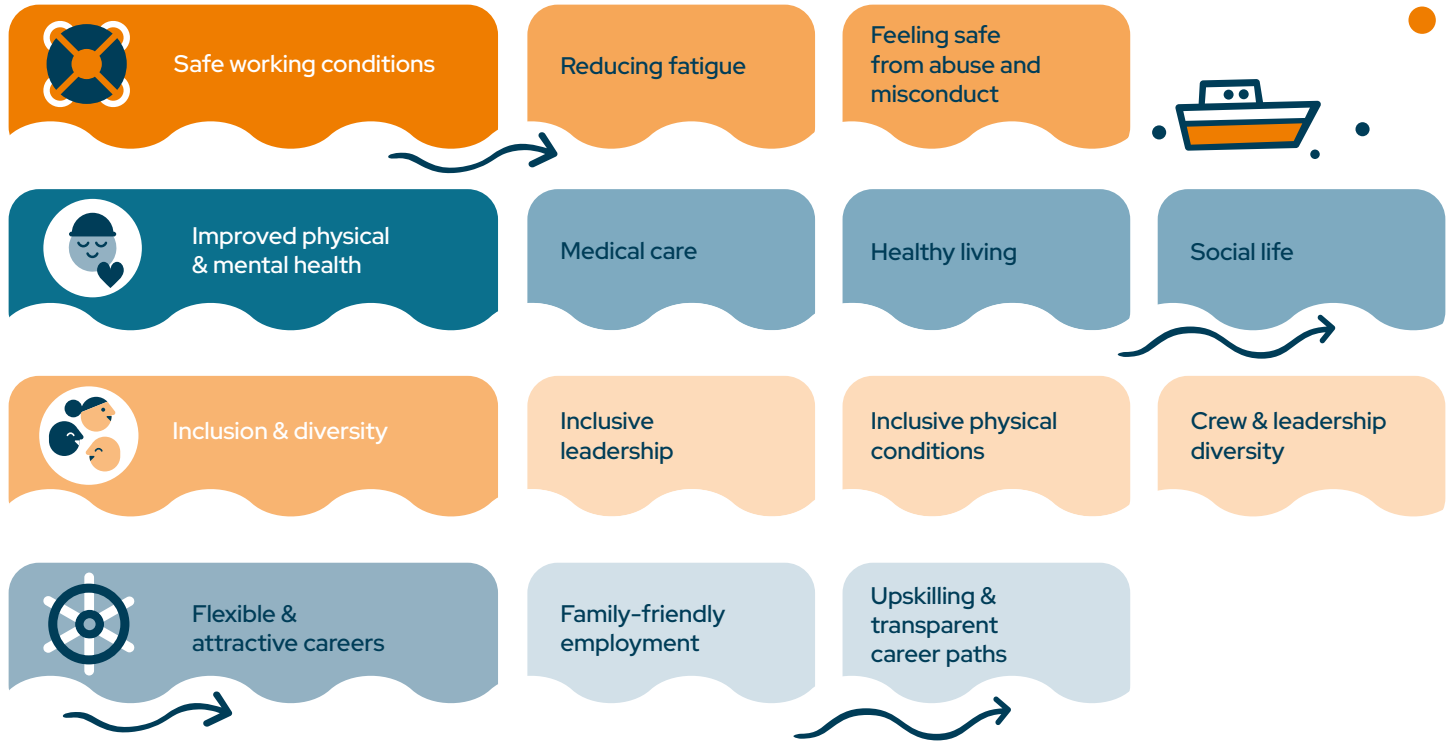 Safe working conditions
Reducing fatigue
Feeling safe
from abuse and
misconduct
Improved physical
& mental health
Medical care
Healthy living
Social life
Inclusion & diversity
Inclusive
leadership
Inclusive physical
conditions
Crew & leadership
diversity
Flexible &
attractive careers
Family-friendly
employment
Upskilling &
transparent
career paths